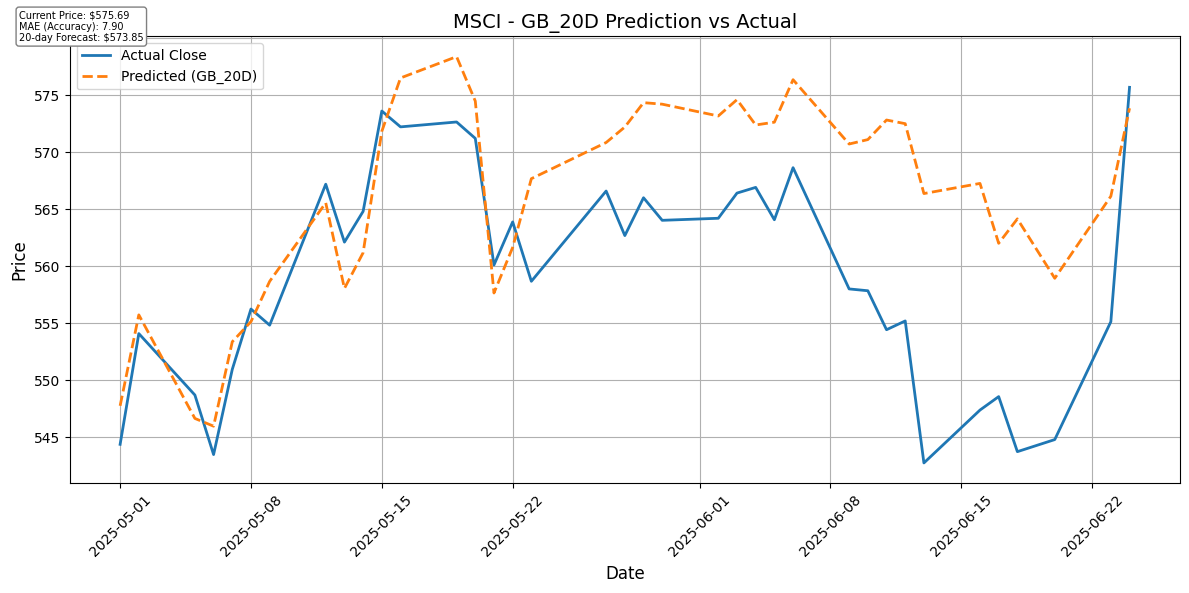 MSCI - GB_20D Prediction vs Actual
Current Price: $575.69
MAE (Accuracy): 7.90
20-day Forecast: $573.85
Actual Close
Predicted (GB_20D)
575
570
565
560
555
550
545
Price
2025-05-01
2025-05-08
2025-05-15
2025-05-22
2025-06-01
2025-06-08
2025-06-15
2025-06-22
Date